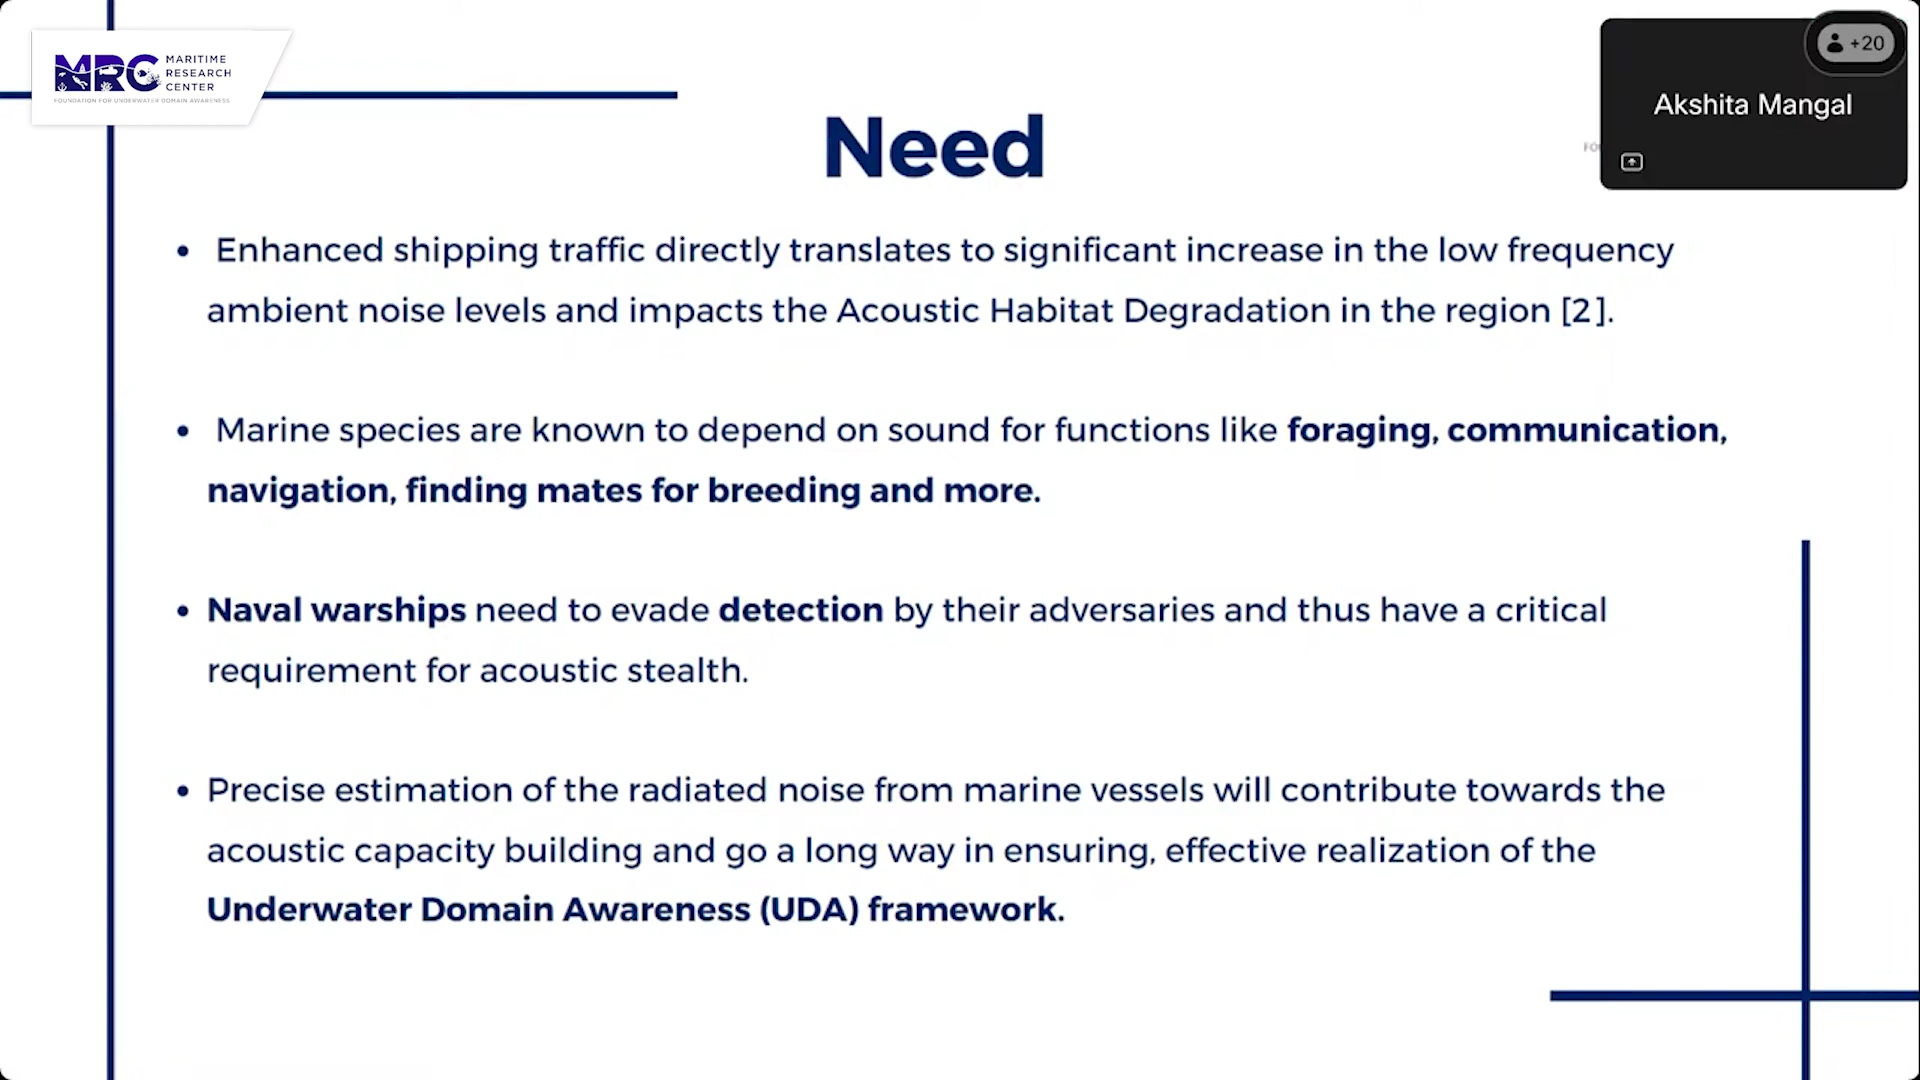 MRC
MARITIME
RESEARCH
CENTER
FOUNDATION FOR UNDERWATER DOMAIN AWARENESS
+20
Akshita Mangal
Need
• Enhanced shipping traffic directly translates to significant increase in the low frequency
ambient noise levels and impacts the Acoustic Habitat Degradation in the region [2].
• Marine species are known to depend on sound for functions like foraging, communication,
navigation, finding mates for breeding and more.
• Naval warships need to evade detection by their adversaries and thus have a critical
requirement for acoustic stealth.
• Precise estimation of the radiated noise from marine vessels will contribute towards the
acoustic capacity building and go a long way in ensuring, effective realization of the
Underwater Domain Awareness (UDA) framework.